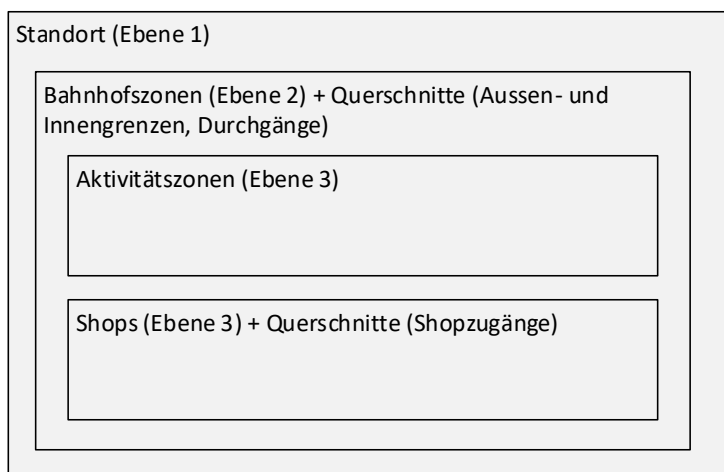 Standort (Ebene 1)
Bahnhofszonen (Ebene 2) + Querschnitte (Aussen- und
Innengrenzen, Durchgänge)
Aktivitätszonen (Ebene 3)
Shops (Ebene 3) + Querschnitte (Shopzugänge)